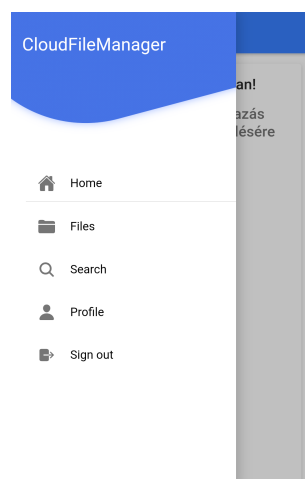 CloudFileManager
an!
azás
lésére
Home
Files
Search
Profile
Sign out